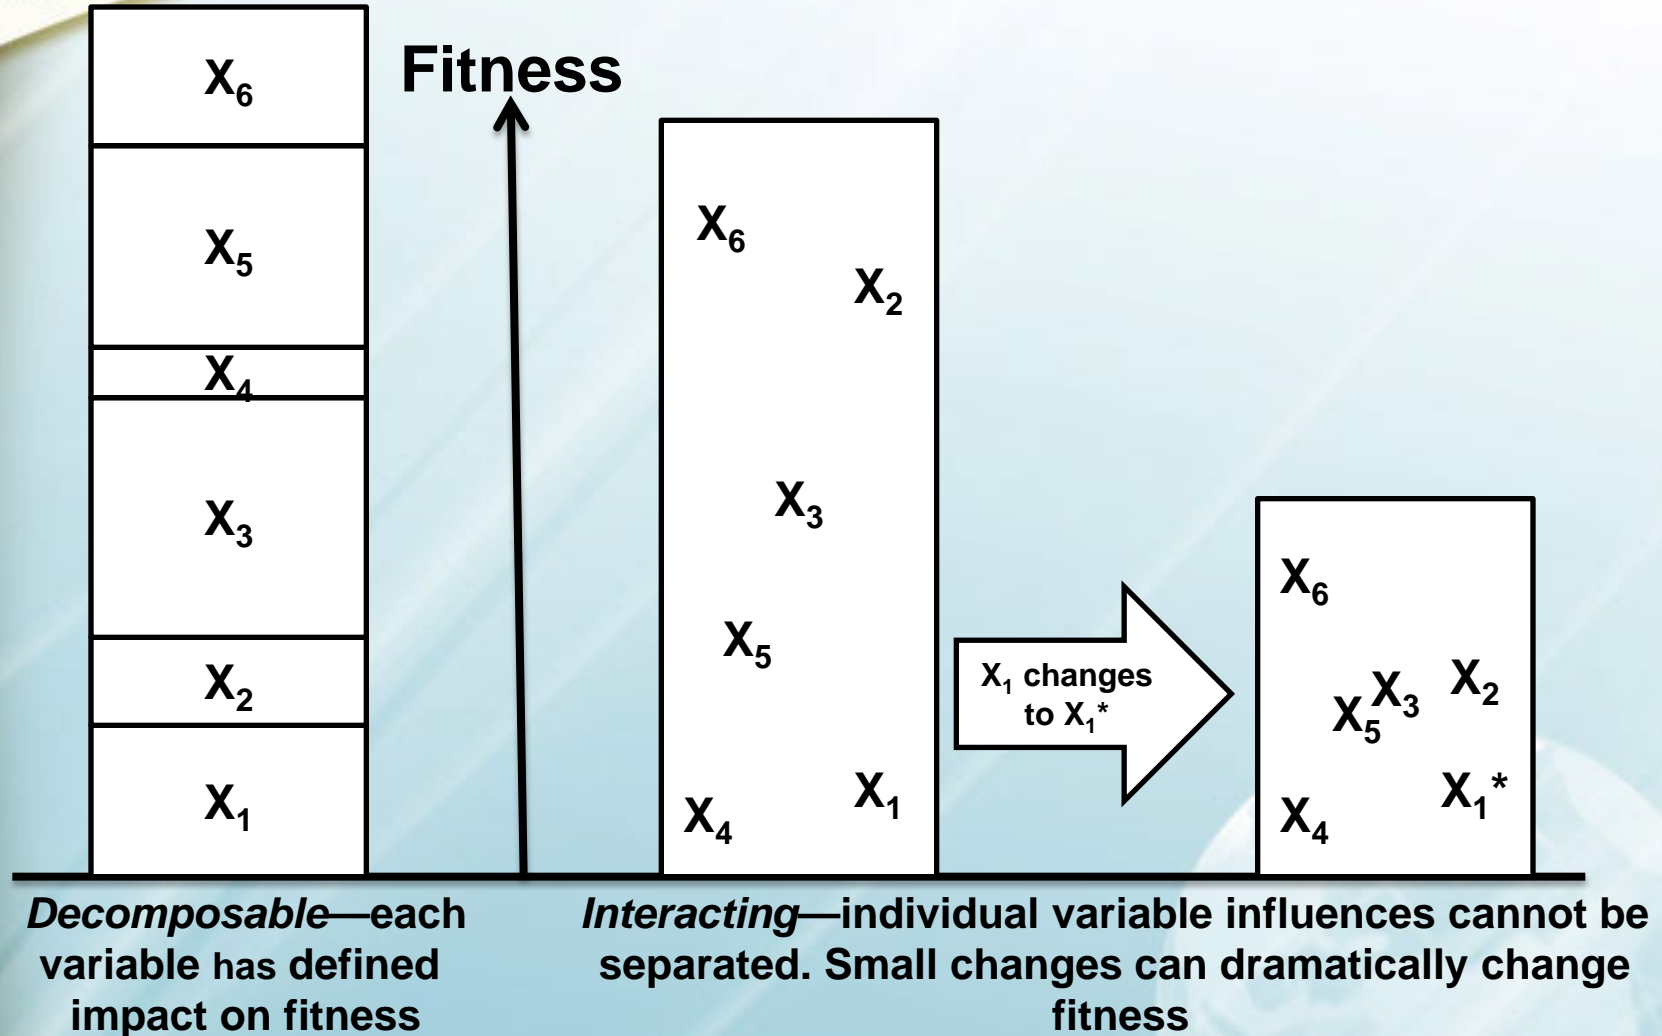 Fitness
X₆
X₅
X₄
X₃
X₂
X₁
X₆
X₂
X₃
X₅
X₁
X₄
X₁ changes
to X₁*
X₆
X₂
X₃
X₅
X₁*
X₄
Decomposable—each
variable has defined
impact on fitness
Interacting—individual variable influences cannot be
separated. Small changes can dramatically change
fitness